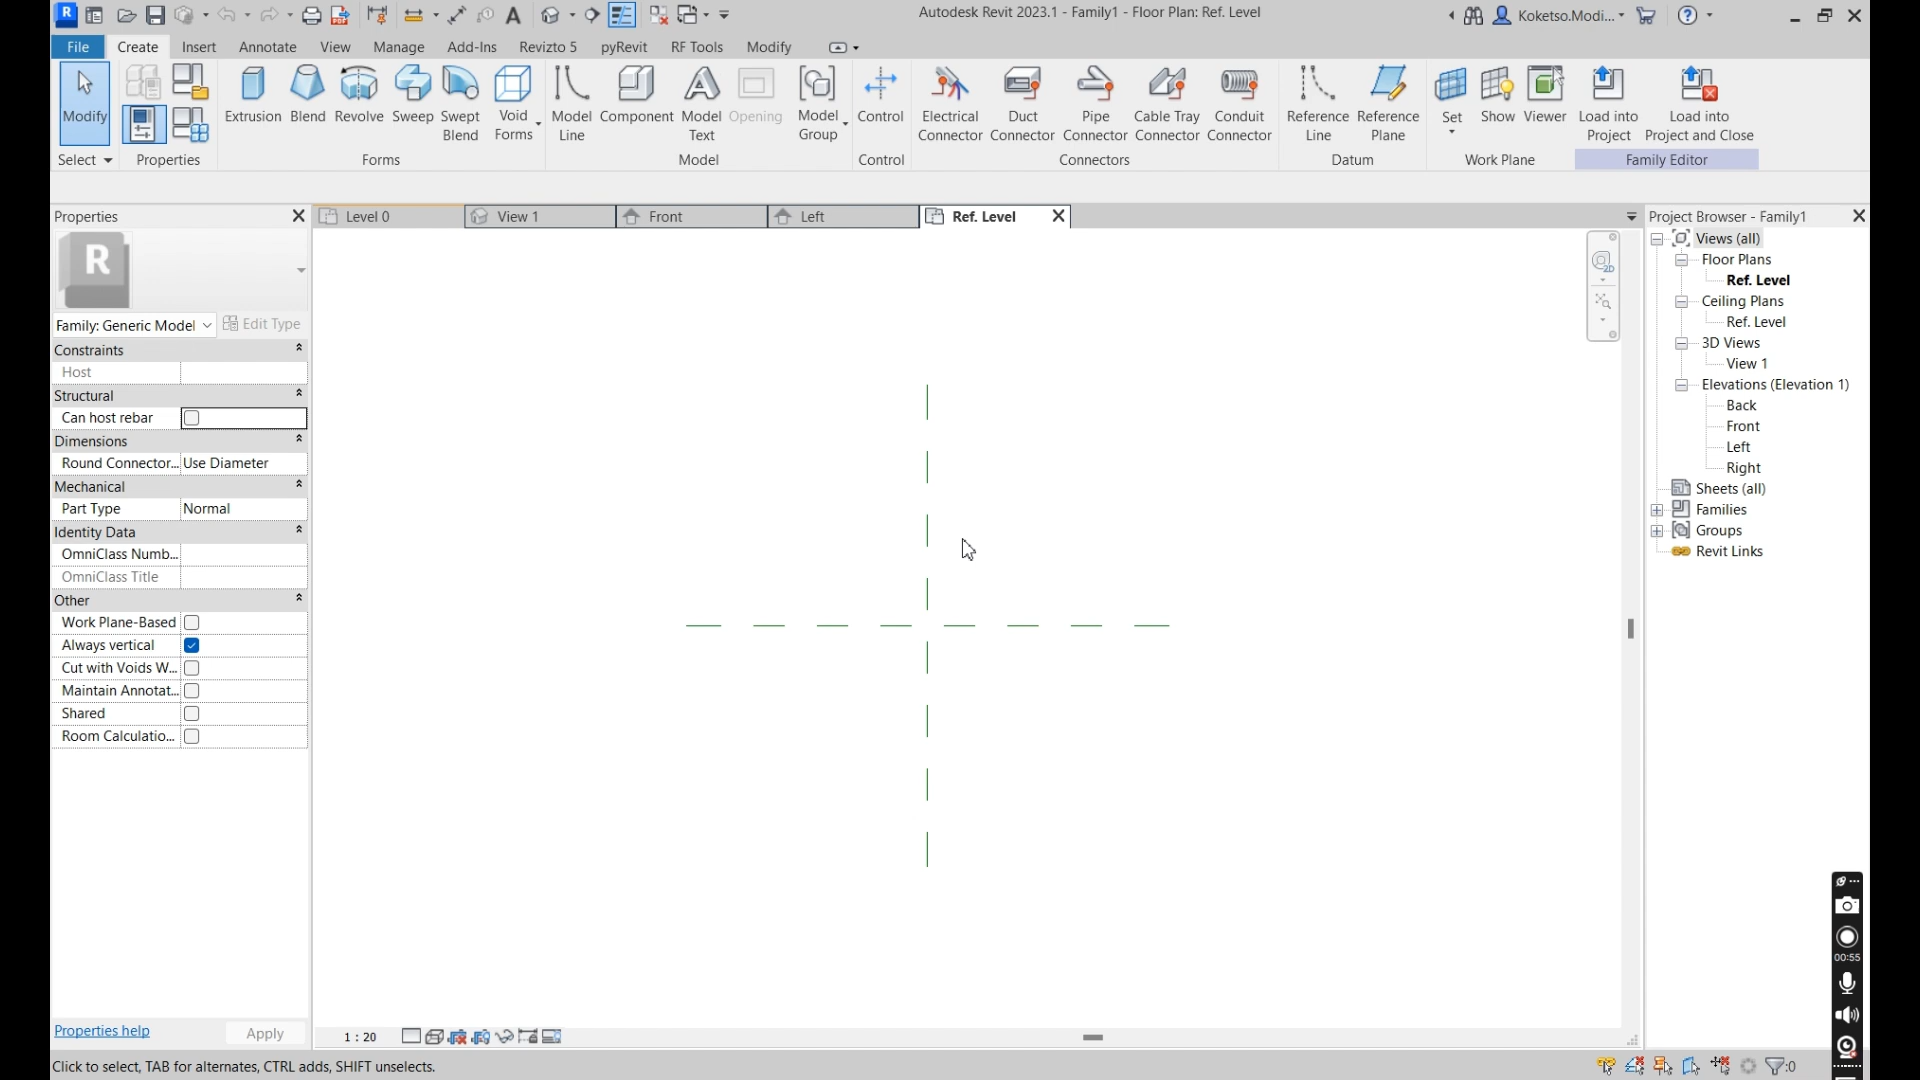 Autodesk Revit 2023.1 - Family1 - Floor Plan: Ref. Level
Koketso.Modi...
File Create Insert Annotate View Manage Add-Ins Revizto 5 pyRevit RF Tools Modify
Modify
Extrusion Blend Revolve Sweep Swept Blend Void Forms
Model Line Component Model Text Opening Model Group
Control
Electrical Connector Duct Connector Pipe Connector Cable Tray Connector Conduit Connector
Reference Line Reference Plane
Set Show Viewer
Load into Project Load into Project and Close
Select Properties Forms Model Control Connectors Datum Work Plane Family Editor
Properties
Level 0 View 1 Front Left Ref. Level
Project Browser - Family1
R
Family: Generic Model Edit Type
Constraints
Host
Structural
Can host rebar
Dimensions
Round Connector... Use Diameter
Mechanical
Part Type Normal
Identity Data
OmniClass Numb...
OmniClass Title
Other
Work Plane-Based
Always vertical
Cut with Voids W...
Maintain Annotat...
Shared
Room Calculatio...
Properties help Apply
2D
Views (all)
Floor Plans
Ref. Level
Ceiling Plans
Ref. Level
3D Views
View 1
Elevations (Elevation 1)
Back
Front
Left
Right
Sheets (all)
Families
Groups
Revit Links
00:55
1 : 20
Click to select, TAB for alternates, CTRL adds, SHIFT unselects.
:0